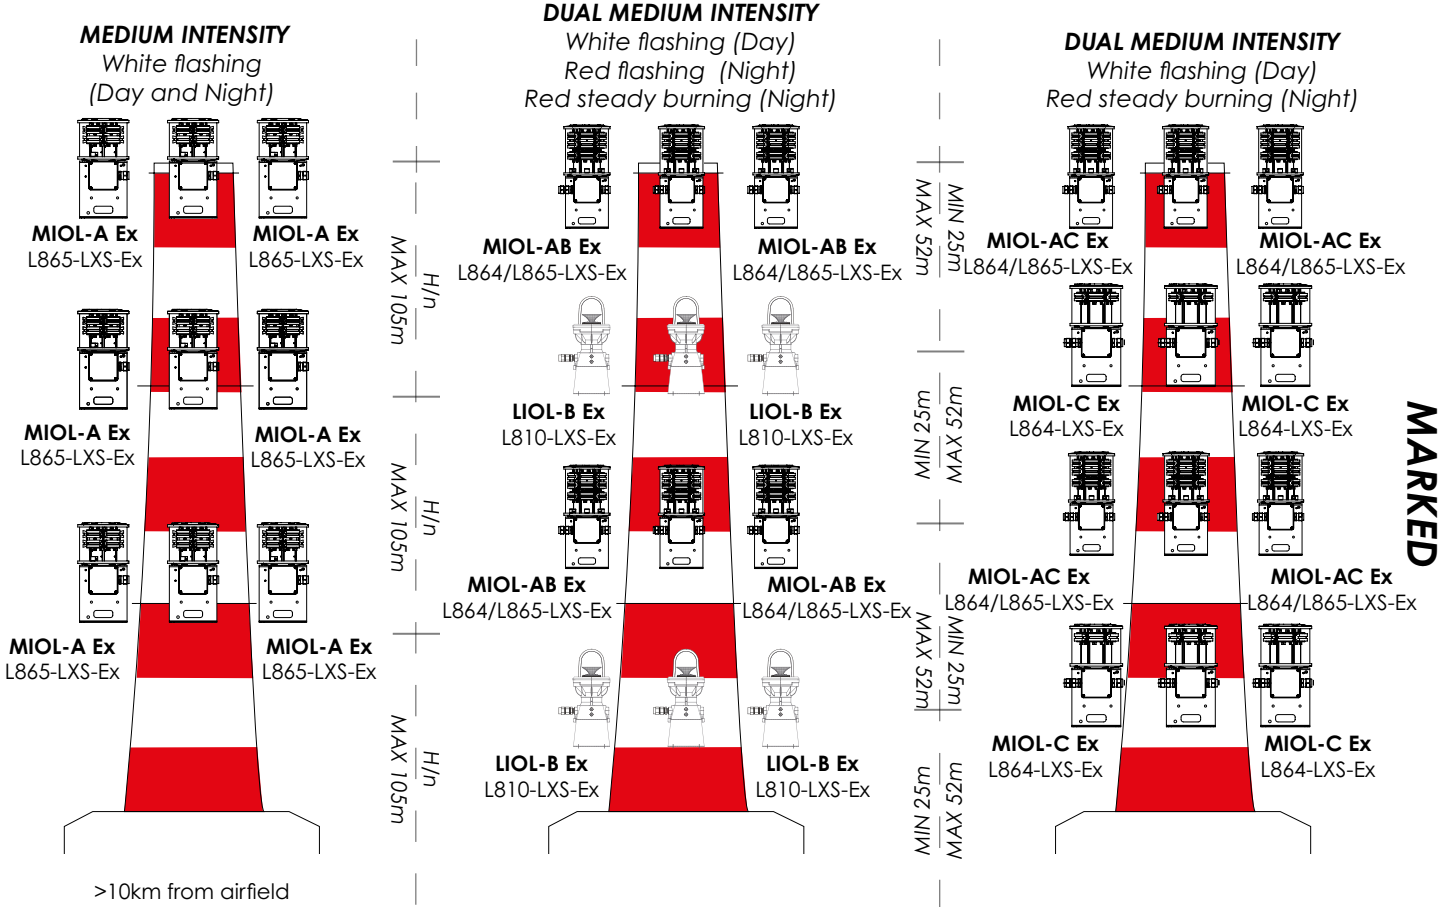 MEDIUM INTENSITY
White flashing
(Day and Night)
MIOL-A Ex
L865-LXS-Ex
MIOL-A Ex
L865-LXS-Ex
MIOL-A Ex
L865-LXS-Ex
MIOL-A Ex
L865-LXS-Ex
MIOL-A Ex
L865-LXS-Ex
MIOL-A Ex
L865-LXS-Ex
>10km from airfield
H/n
MAX 105m
H/n
MAX 105m
H/n
MAX 105m
DUAL MEDIUM INTENSITY
White flashing (Day)
Red flashing (Night)
Red steady burning (Night)
MIOL-AB Ex
L864/L865-LXS-Ex
MIOL-AB Ex
L864/L865-LXS-Ex
LIOL-B Ex
L810-LXS-Ex
LIOL-B Ex
L810-LXS-Ex
MIOL-AB Ex
L864/L865-LXS-Ex
MIOL-AB Ex
L864/L865-LXS-Ex
LIOL-B Ex
L810-LXS-Ex
LIOL-B Ex
L810-LXS-Ex
MIN 25m
MAX 52m
MIN 25m
MAX 52m
MIN 25m
MAX 52m
MIN 25m
MAX 52m
DUAL MEDIUM INTENSITY
White flashing (Day)
Red steady burning (Night)
MIOL-AC Ex
L864/L865-LXS-Ex
MIOL-AC Ex
L864/L865-LXS-Ex
MIOL-C Ex
L864-LXS-Ex
MIOL-C Ex
L864-LXS-Ex
MIOL-AC Ex
L864/L865-LXS-Ex
MIOL-AC Ex
L864/L865-LXS-Ex
MIOL-C Ex
L864-LXS-Ex
MIOL-C Ex
L864-LXS-Ex
MARKED